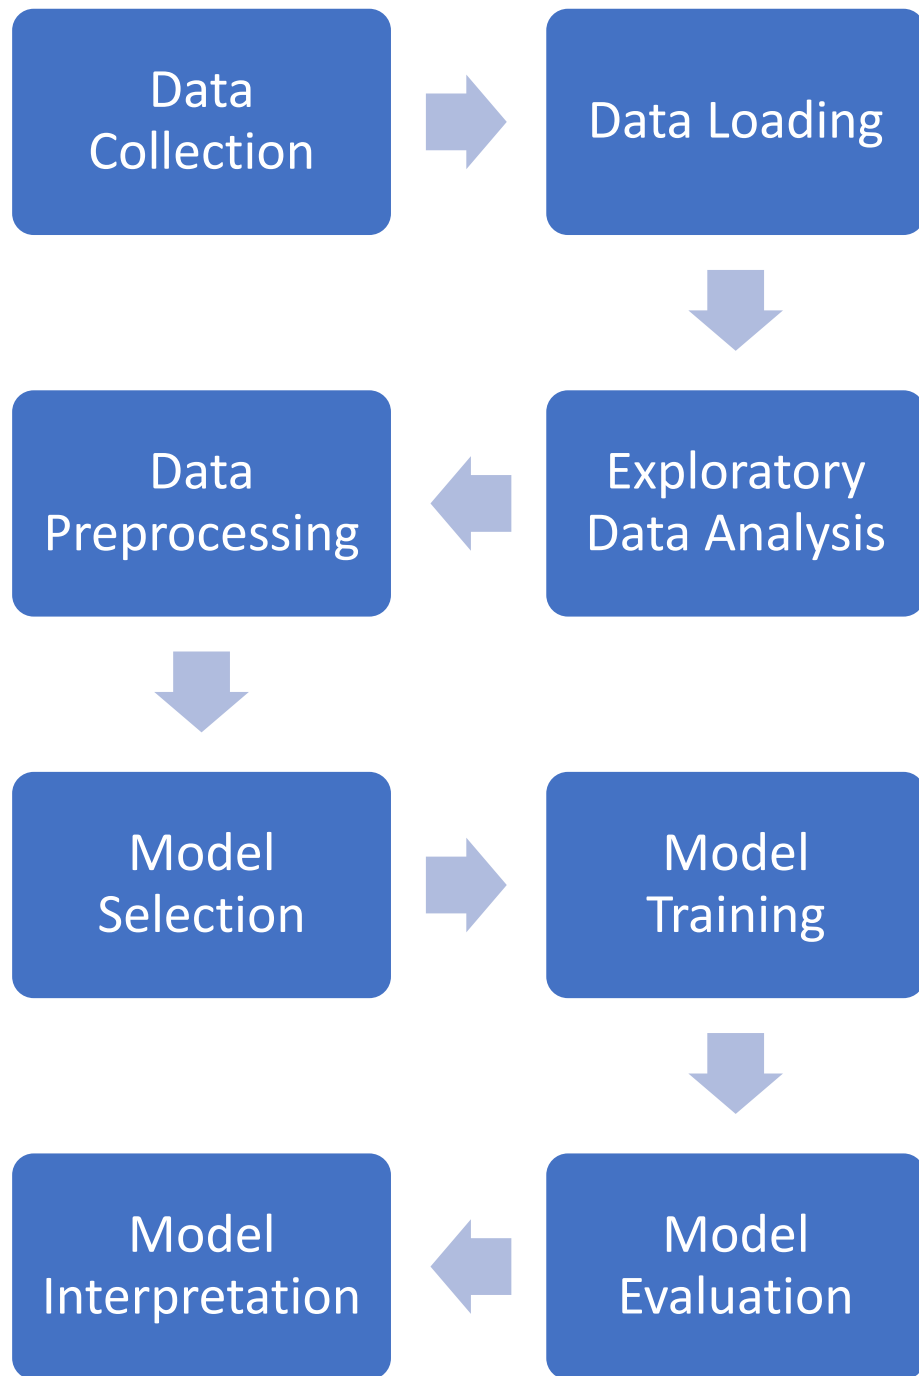 Data
Collection
Data Loading
Exploratory
Data Analysis
Data
Preprocessing
Model
Selection
Model
Training
Model
Evaluation
Model
Interpretation